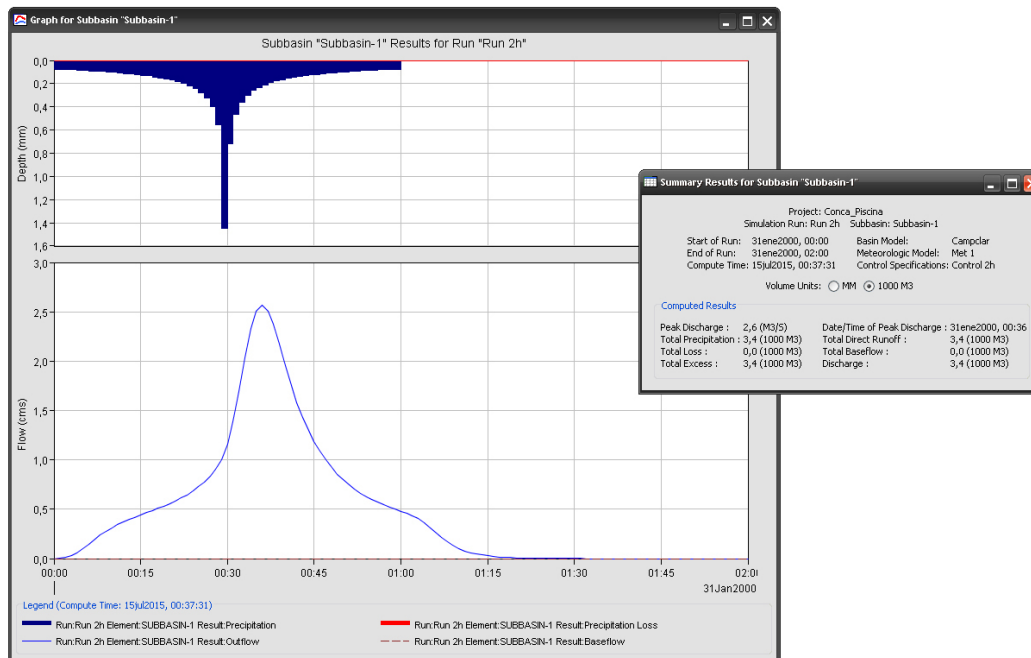 Graph for Subbasin "Subbasin-1"
Subbasin "Subbasin-1" Results for Run "Run 2h"
0,0
0,2
0,4
0,6
0,8
1,0
1,2
1,4
1,6
Depth (mm)
3,0
2,5
2,0
1,5
1,0
0,5
0,0
Flow (cms)
00:00 00:15 00:30 00:45 01:00 01:15 01:30 01:45 02:0
31Jan2000
Legend (Compute Time: 15jul2015, 00:37:31)
Run:Run 2h Element:SUBBASIN-1 Result:Precipitation Run:Run 2h Element:SUBBASIN-1 Result:Precipitation Loss
Run:Run 2h Element:SUBBASIN-1 Result:Outflow Run:Run 2h Element:SUBBASIN-1 Result:Baseflow
Summary Results for Subbasin "Subbasin-1"
Project: Conca_Piscina
Simulation Run: Run 2h Subbasin: Subbasin-1
Start of Run: 31ene2000, 00:00 Basin Model: Campclar
End of Run: 31ene2000, 02:00 Meteorologic Model: Met 1
Compute Time: 15jul2015, 00:37:31 Control Specifications: Control 2h
Volume Units: MM 1000 M3
Computed Results
Peak Discharge : 2,6 (M3/S) Date/Time of Peak Discharge : 31ene2000, 00:36
Total Precipitation : 3,4 (1000 M3) Total Direct Runoff : 3,4 (1000 M3)
Total Loss : 0,0 (1000 M3) Total Baseflow : 0,0 (1000 M3)
Total Excess : 3,4 (1000 M3) Discharge : 3,4 (1000 M3)